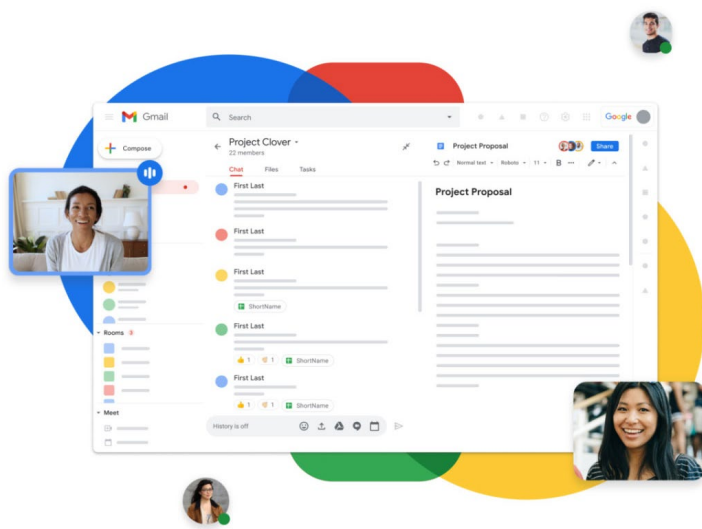 Gmail
Search
Google
Compose
Project Clover
22 members
Chat Files Tasks
First Last
First Last
First Last
ShortName
First Last
1 1 ShortName
First Last
1 1 ShortName
History is off
Rooms 3
Meet
Project Proposal
Share
Normal text Roboto 11 B
Project Proposal